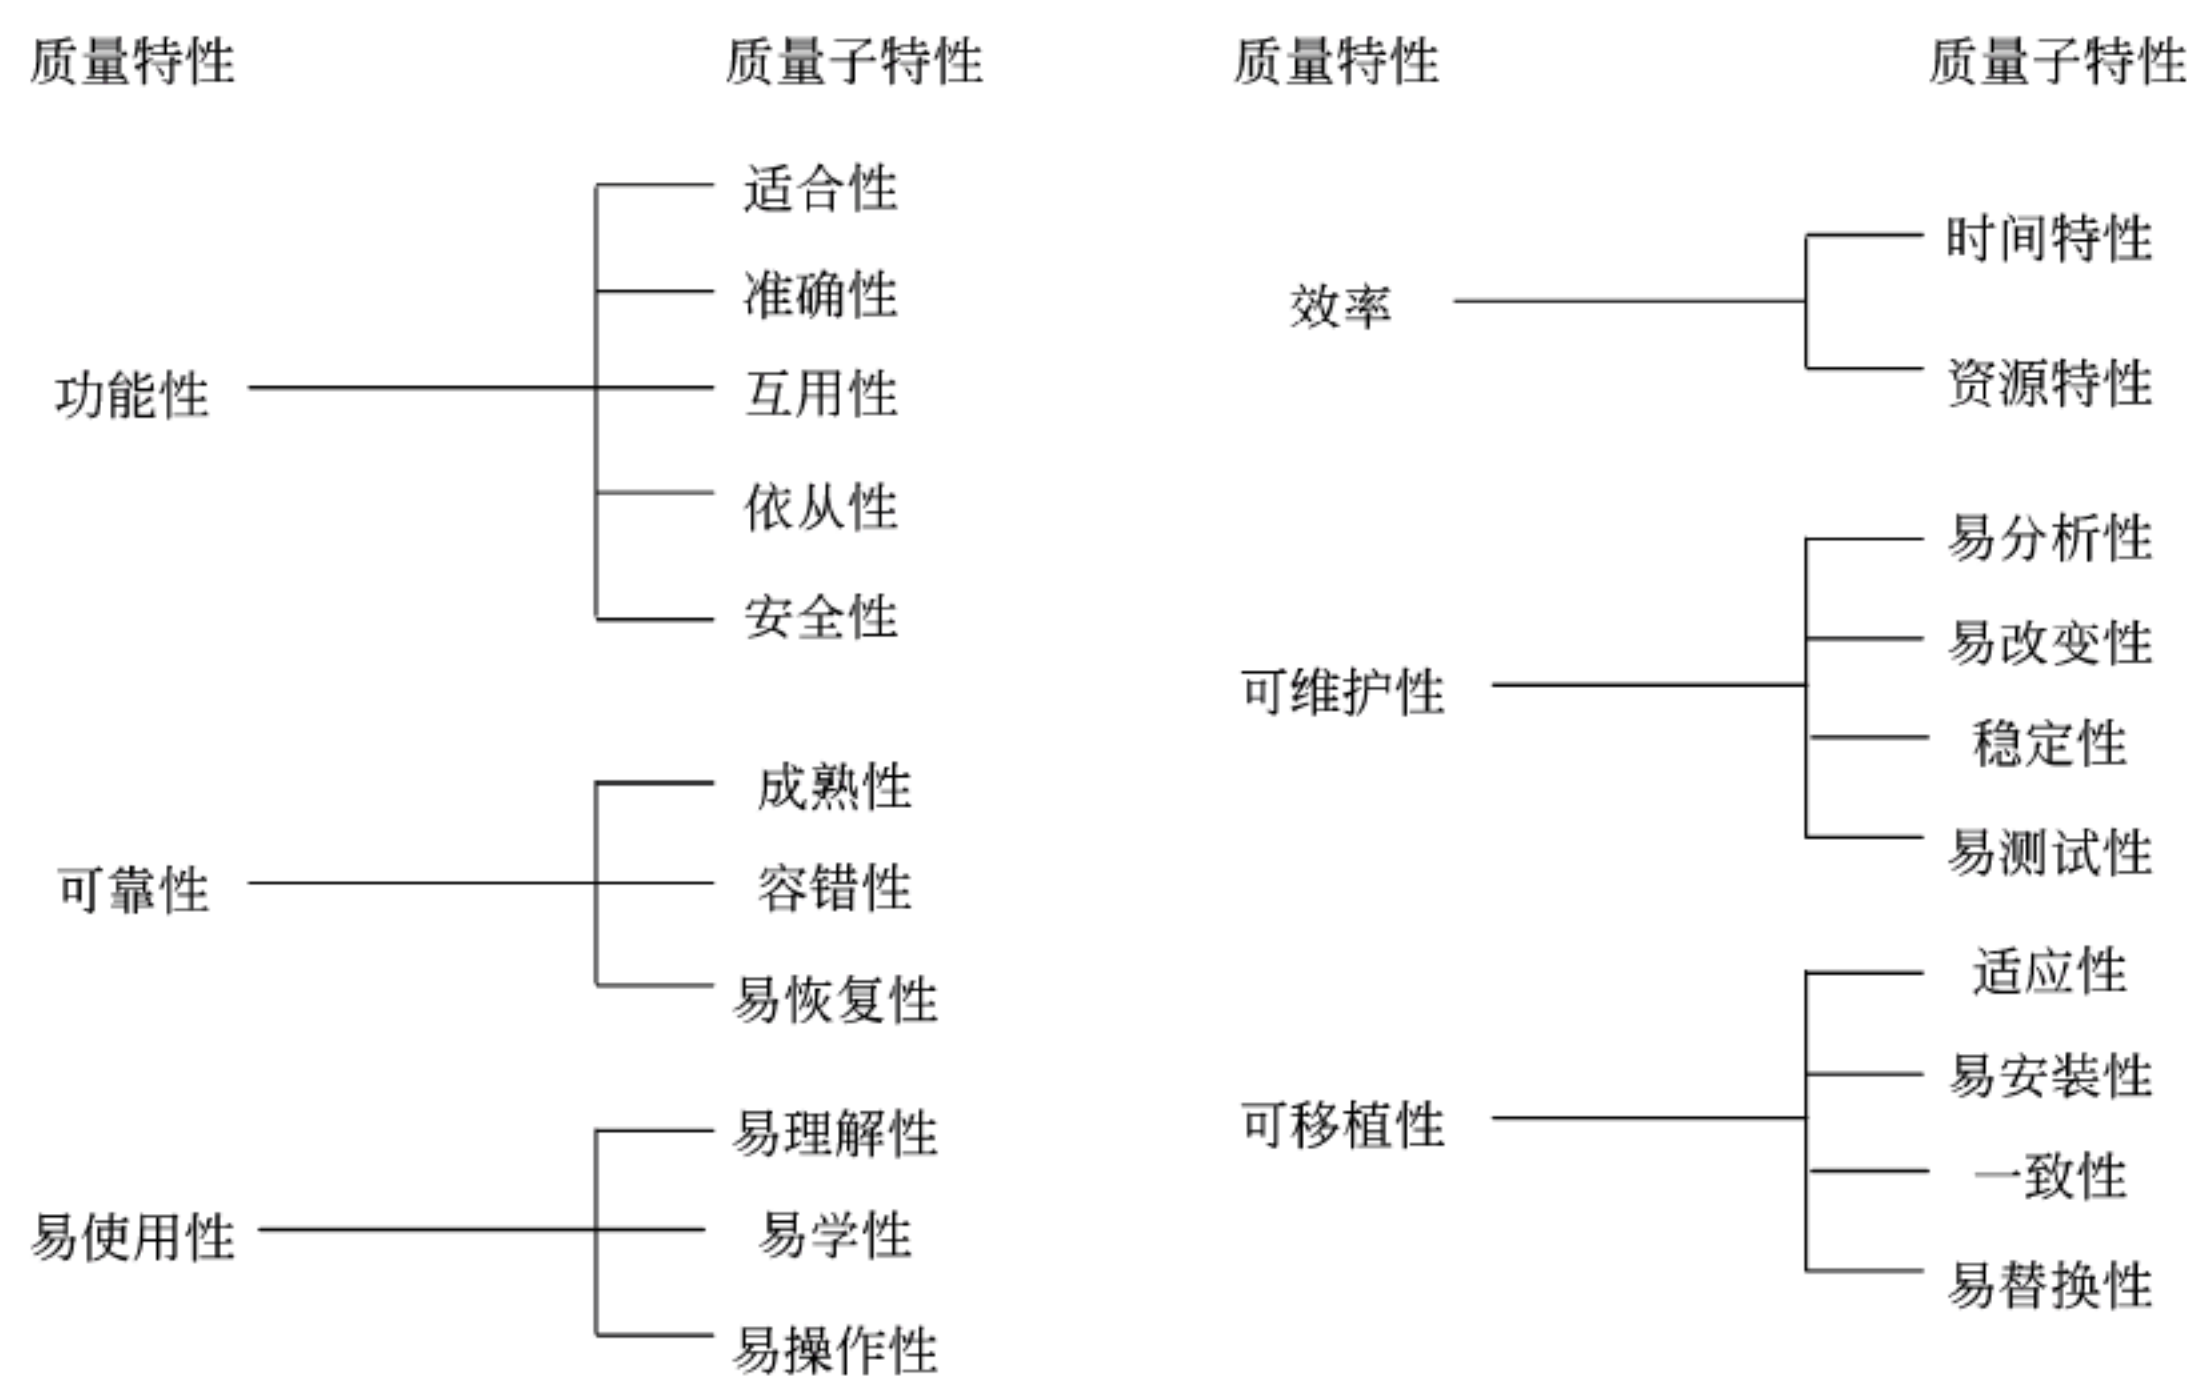 质量特性
质量子特性
功能性
适合性
准确性
互用性
依从性
安全性
可靠性
成熟性
容错性
易恢复性
易使用性
易理解性
易学性
易操作性
质量特性
质量子特性
效率
时间特性
资源特性
可维护性
易分析性
易改变性
稳定性
易测试性
可移植性
适应性
易安装性
一致性
易替换性